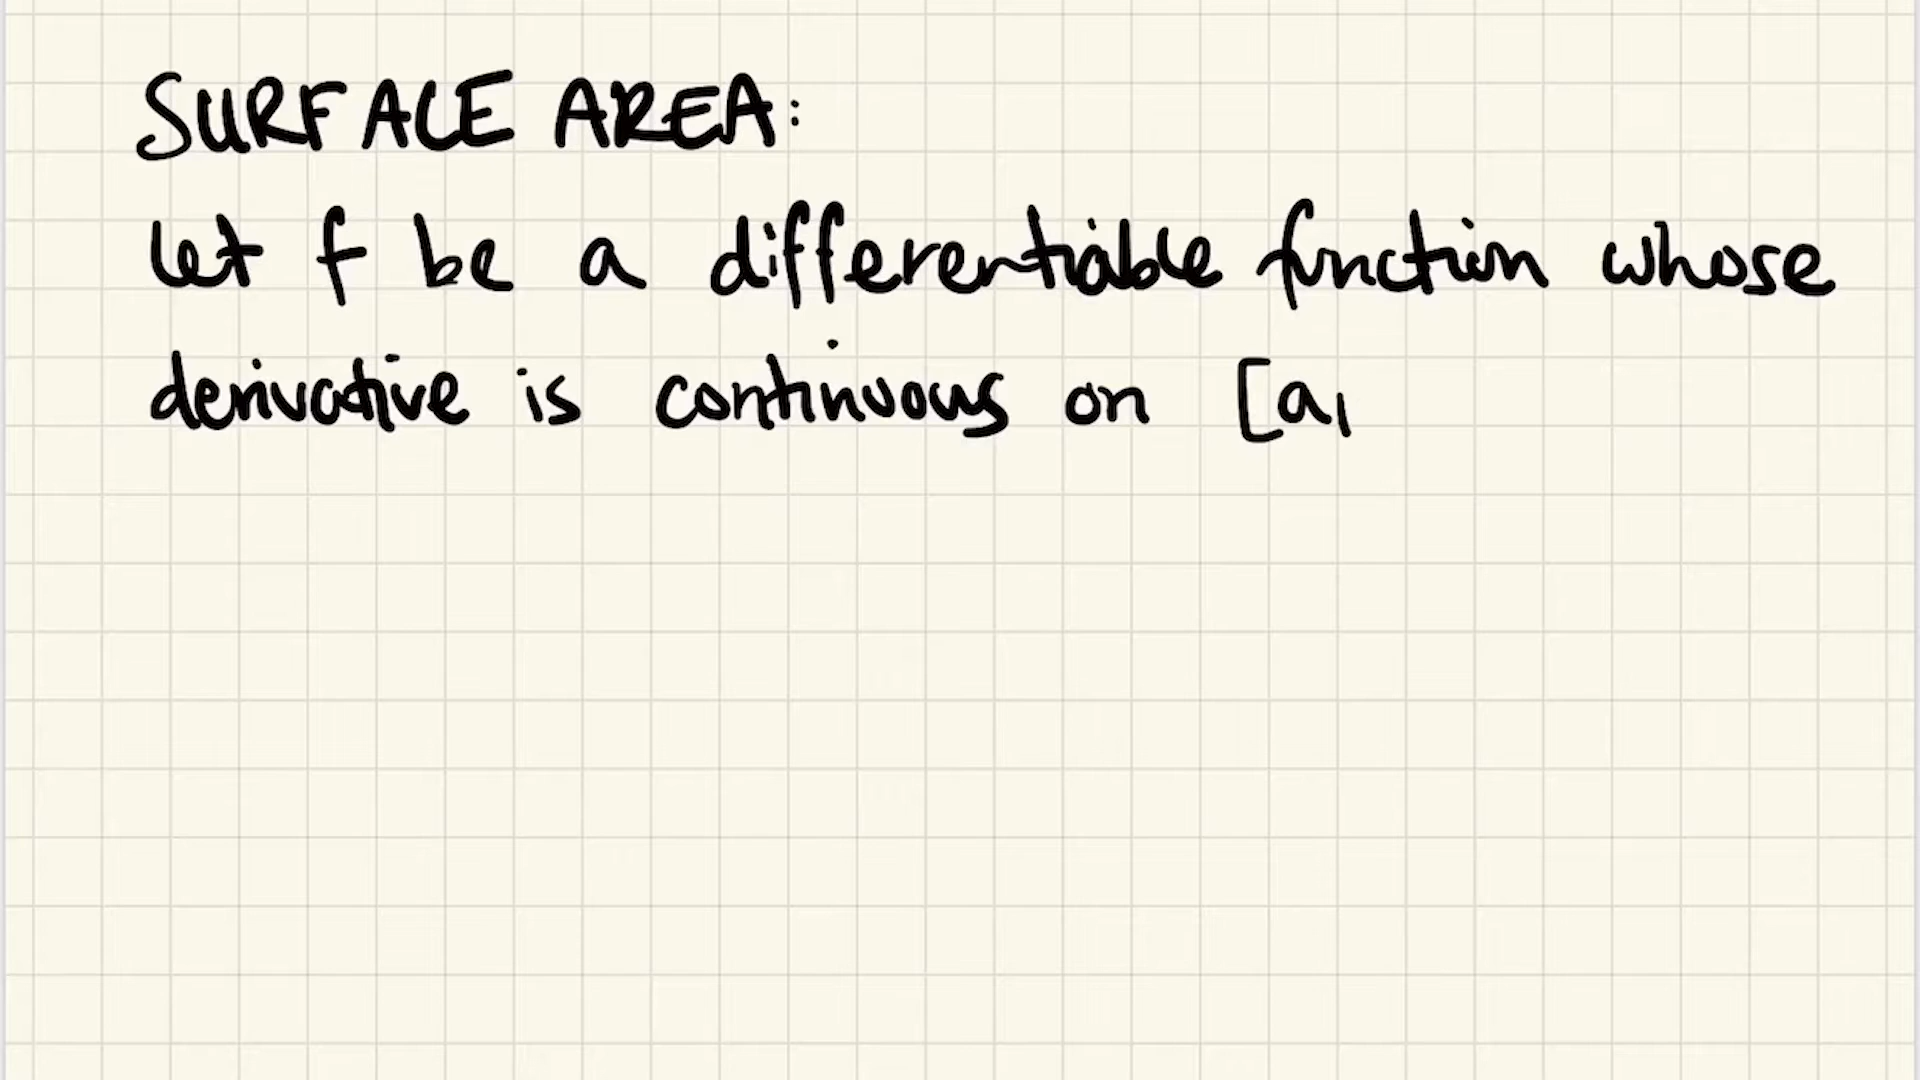 SURFACE AREA:
let f be a differentiable function whose
derivative is continuous on [a,